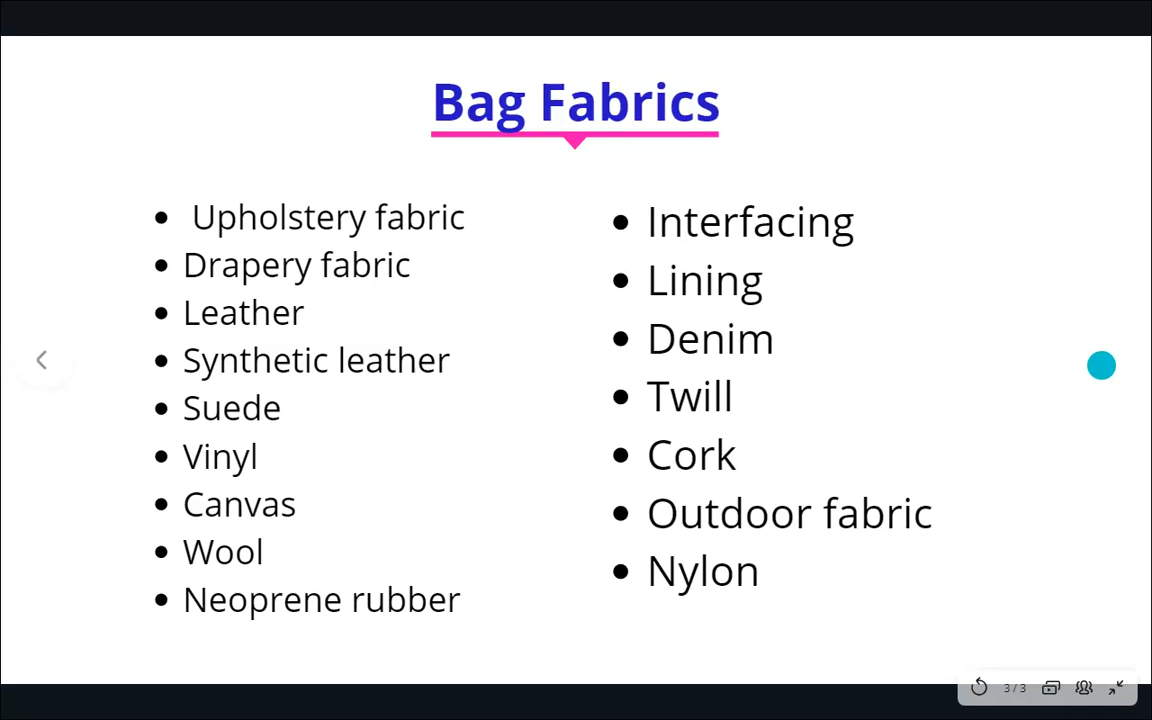 Bag Fabrics
Upholstery fabric
Drapery fabric
Leather
Synthetic leather
Suede
Vinyl
Canvas
Wool
Neoprene rubber
Interfacing
Lining
Denim
Twill
Cork
Outdoor fabric
Nylon
3/3